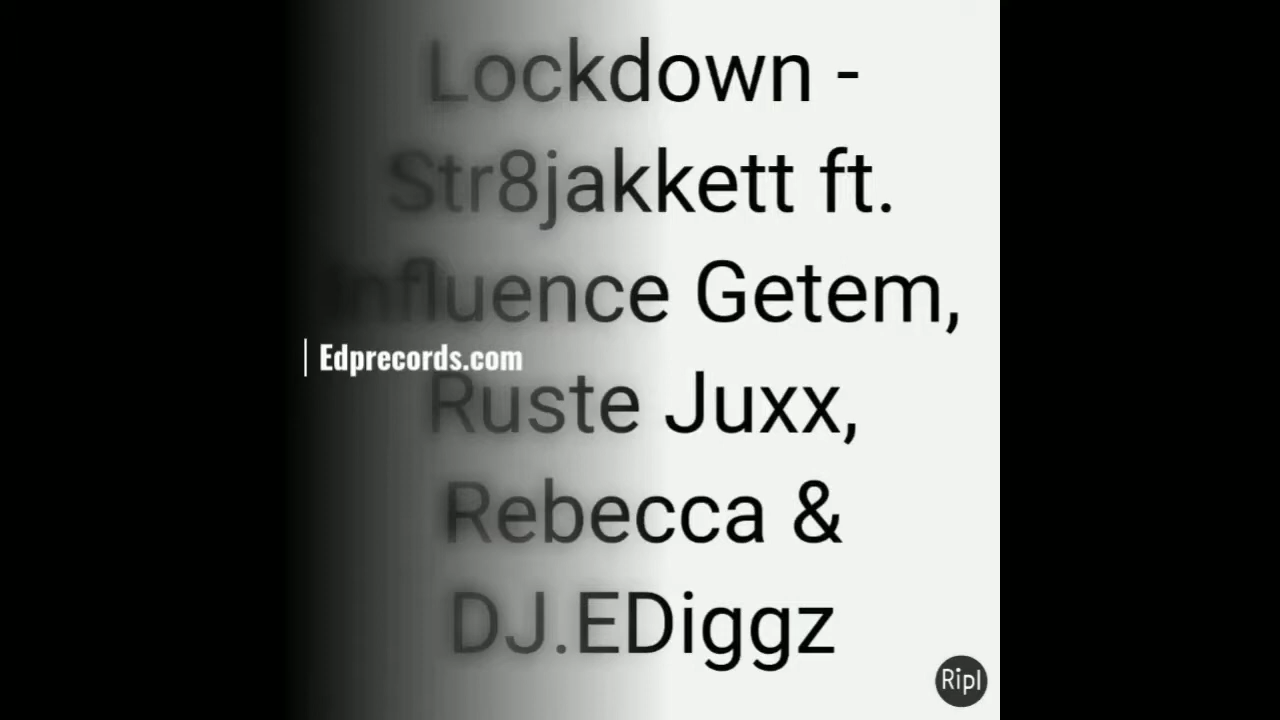 Lockdown -
Str8jakkett ft.
Influence Getem,
| Edprecords.com
Ruste Juxx,
Rebecca &
DJ.EDiggz
Ripl